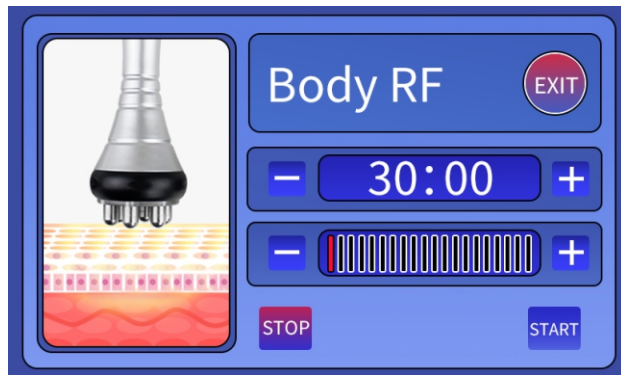 Body RF
EXIT
− 30:00 +
− +
STOP
START